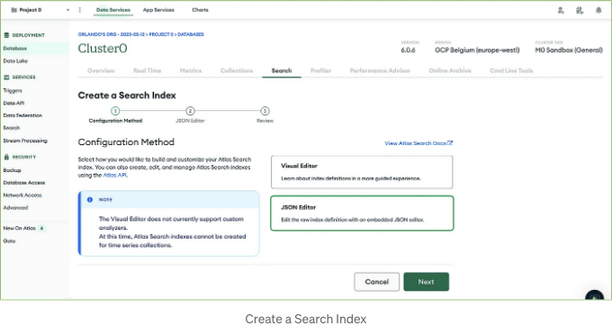 Project 0
Data Services
App Services
Charts
DEPLOYMENT
Database
Data Lake
SERVICES
Triggers
Data API
Data Federation
Search
Stream Processing
SECURITY
Backup
Database Access
Network Access
Advanced
New On Atlas
Goto
ORLANDO'S ORG - 2023-05-12 > PROJECT 0 > DATABASES
Cluster0
VERSION
6.0.6
REGION
GCP Belgium (europe-west1)
CLUSTER TIER
M0 Sandbox (General)
Overview
Real Time
Metrics
Collections
Search
Profiler
Performance Advisor
Online Archive
Cmd Line Tools
Create a Search Index
1
2
3
Configuration Method
JSON Editor
Review
Configuration Method
View Atlas Search Docs
Select how you would like to build and customize your Atlas Search
index. You can also create, edit, and manage Atlas Search indexes
using the Atlas API.
NOTE
The Visual Editor does not currently support custom
analyzers.
At this time, Atlas Search indexes cannot be created
for time series collections.
Visual Editor
Learn about index definitions in a more guided experience.
JSON Editor
Edit the raw index definition with an embedded JSON editor.
Cancel
Next
Create a Search Index